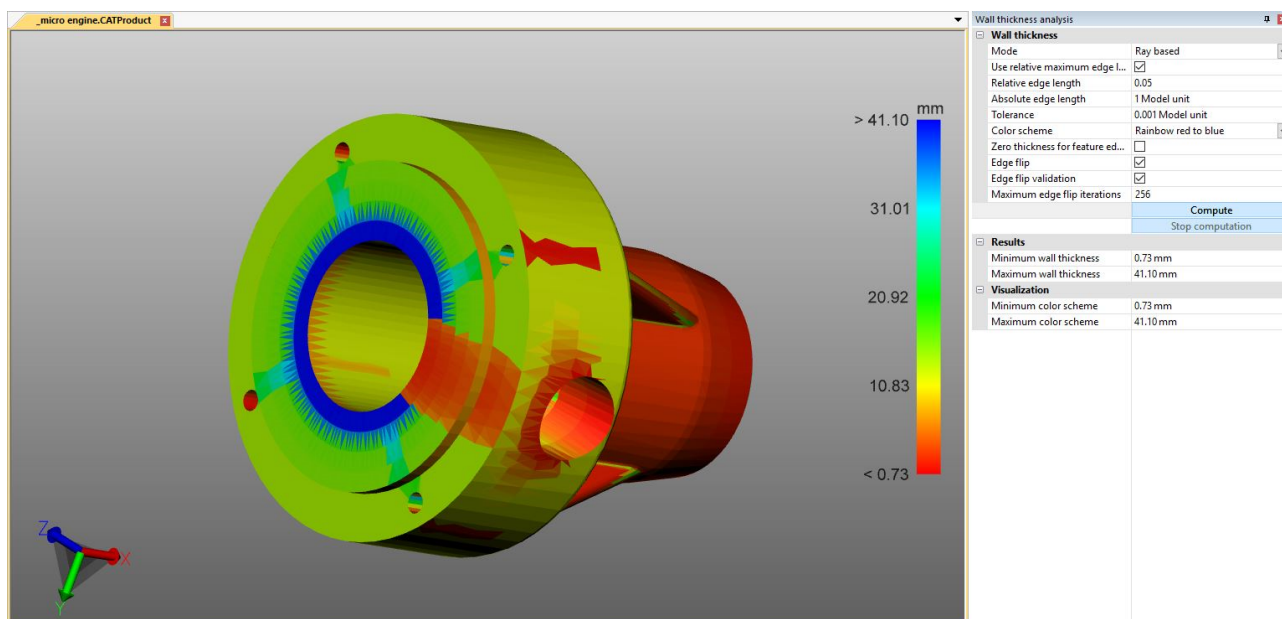 _micro engine.CATProduct
mm
> 41.10
31.01
20.92
10.83
< 0.73
Z
X
Y
Wall thickness analysis
Wall thickness
Mode Ray based
Use relative maximum edge l...
Relative edge length 0.05
Absolute edge length 1 Model unit
Tolerance 0.001 Model unit
Color scheme Rainbow red to blue
Zero thickness for feature ed...
Edge flip
Edge flip validation
Maximum edge flip iterations 256
Compute
Stop computation
Results
Minimum wall thickness 0.73 mm
Maximum wall thickness 41.10 mm
Visualization
Minimum color scheme 0.73 mm
Maximum color scheme 41.10 mm